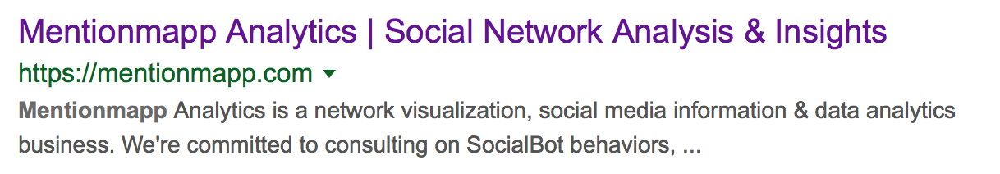 Mentionmapp Analytics | Social Network Analysis & Insights
https://mentionmapp.com
Mentionmapp Analytics is a network visualization, social media information & data analytics
business. We're committed to consulting on SocialBot behaviors, ...